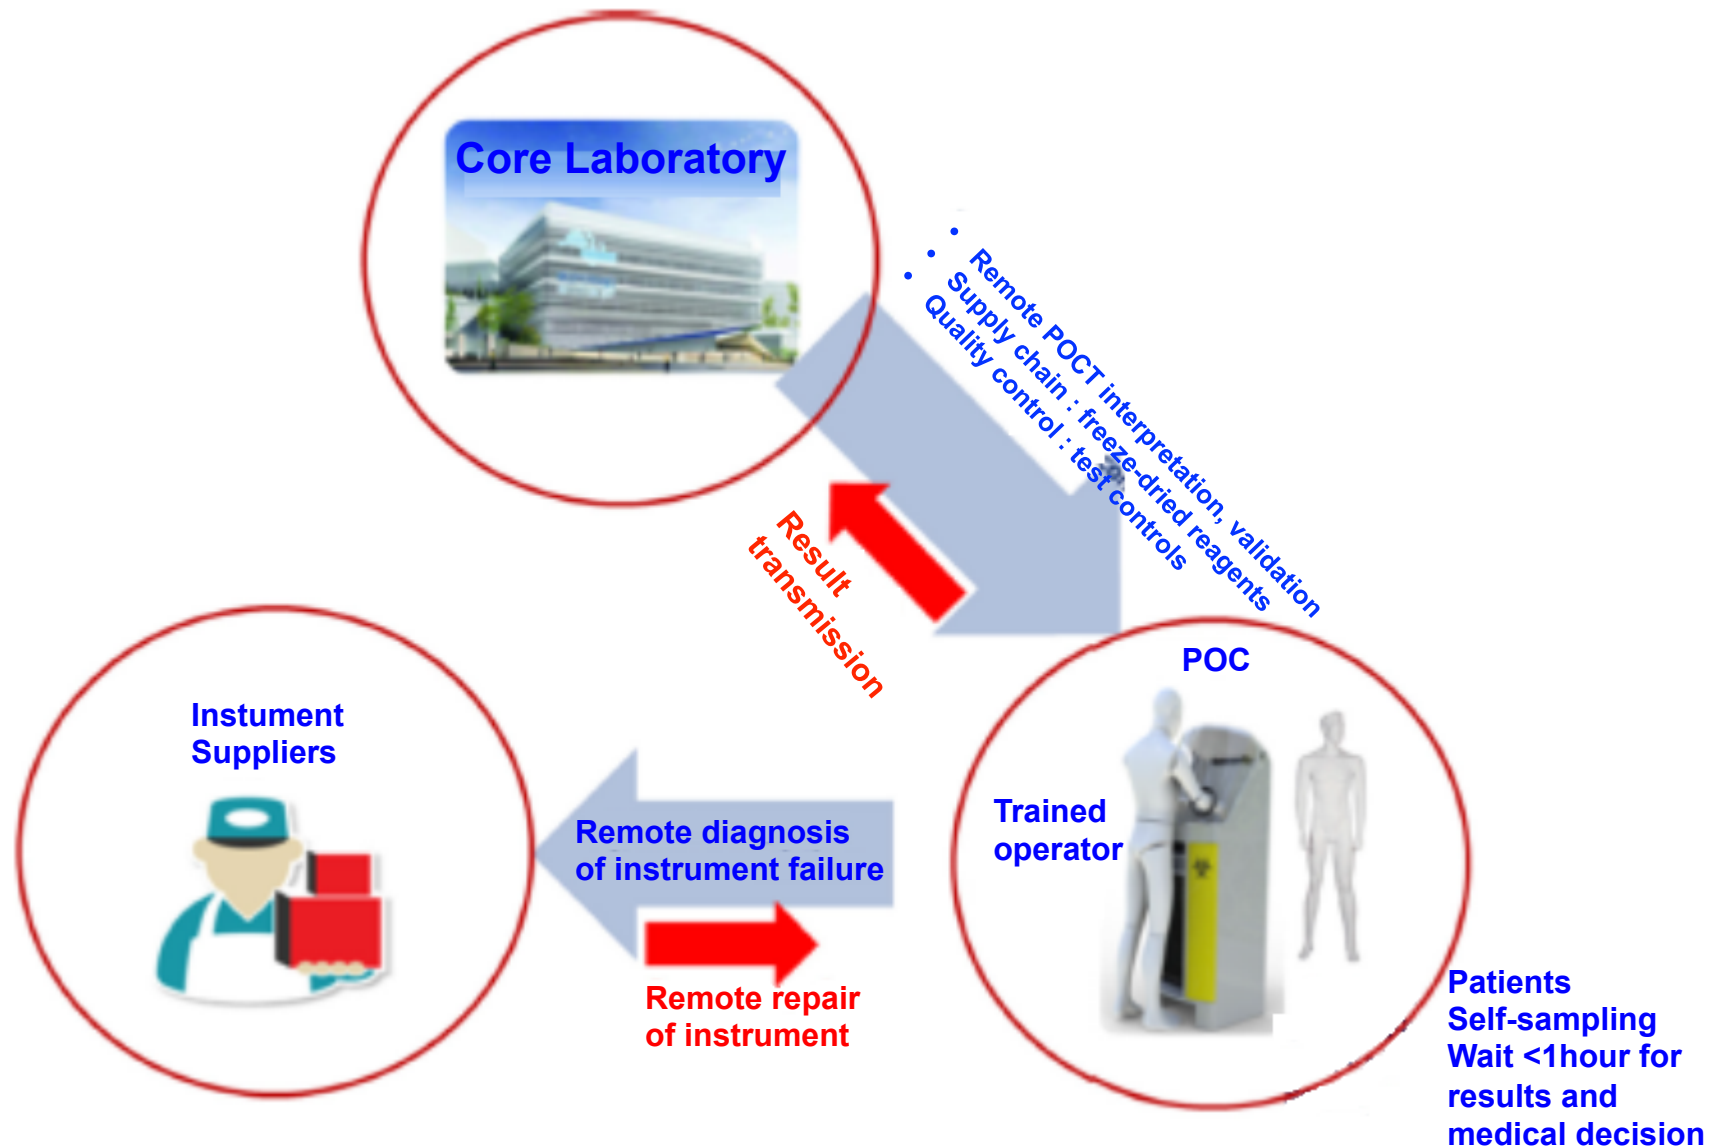 Core Laboratory
• Remote POCT interpretation, validation
• Supply chain : freeze-dried reagents
• Quality control : test controls
Result
transmission
POC
Instument
Suppliers
Trained
operator
Remote diagnosis
of instrument failure
Remote repair
of instrument
Patients
Self-sampling
Wait <1hour for
results and
medical decision